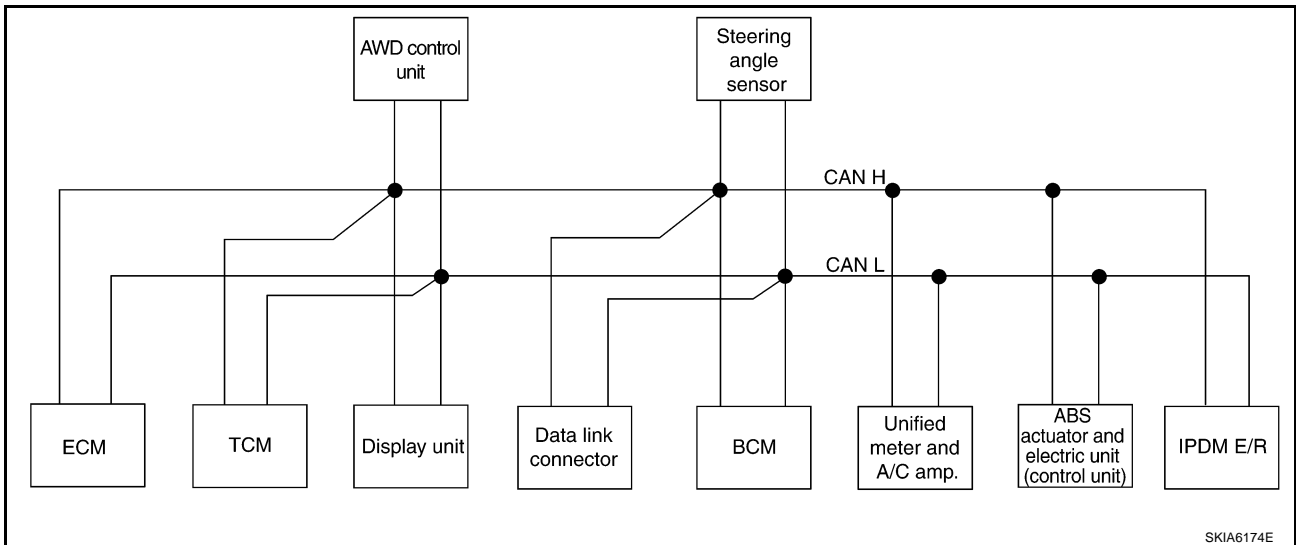 AWD control
unit
Steering
angle
sensor
CAN H
CAN L
ECM
TCM
Display unit
Data link
connector
BCM
Unified
meter and
A/C amp.
ABS
actuator and
electric unit
(control unit)
IPDM E/R
SKIA6174E